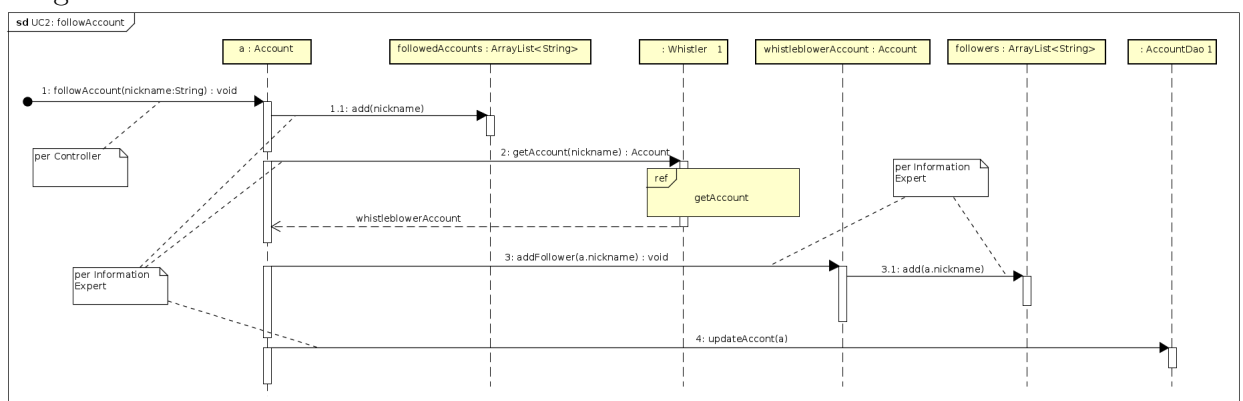 sd UC2: followAccount
a : Account
followedAccounts : ArrayList<String>
: Whistler 1
whistleblowerAccount : Account
followers : ArrayList<String>
: AccountDao 1
1: followAccount(nickname:String) : void
1.1: add(nickname)
per Controller
2: getAccount(nickname) : Account
ref
getAccount
per Information
Expert
whistleblowerAccount
3: addFollower(a.nickname) : void
3.1: add(a.nickname)
per Information
Expert
4: updateAccont(a)